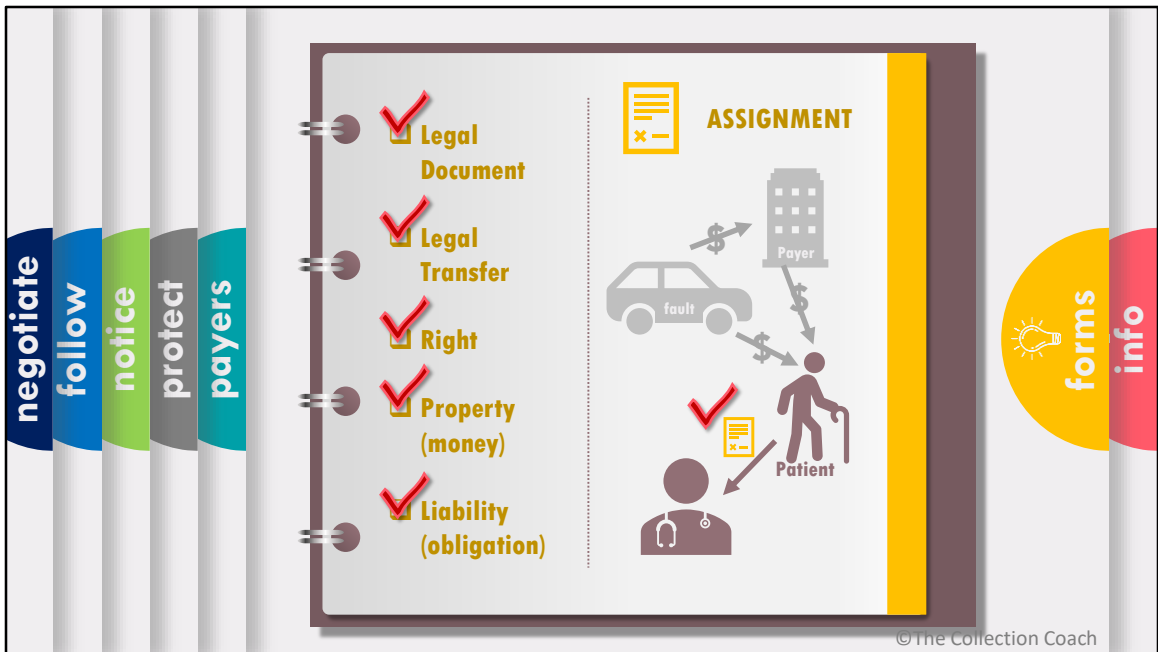 negotiate
follow
notice
protect
payers
Legal
Document
Legal
Transfer
Right
Property
(money)
Liability
(obligation)
ASSIGNMENT
Payer
$
fault
$
$
Patient
forms
info
©The Collection Coach